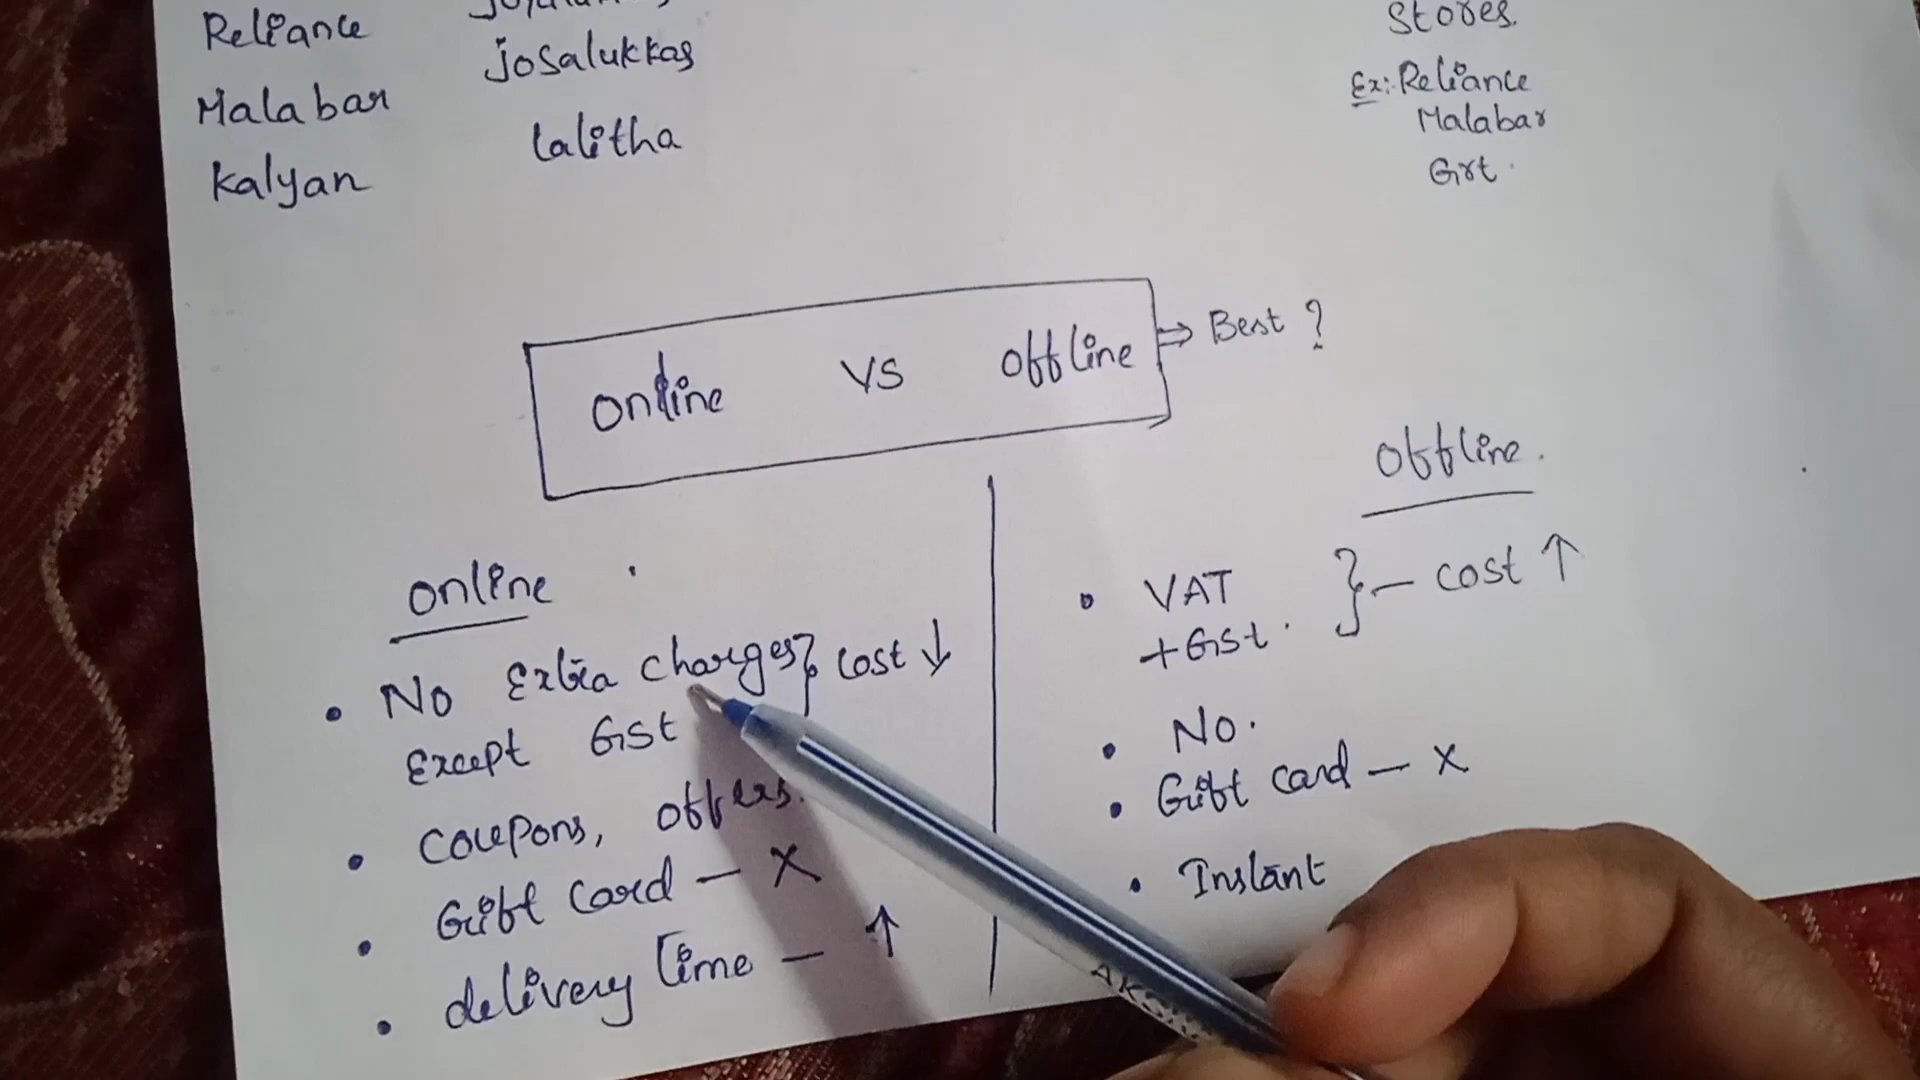 Reliance
josalukkas
Malabar
lalitha
Kalyan
Stores.
Ex:- Reliance
Malabar
Grt.
online vs offline ⇒ Best ?
online
• No Extra charges } cost ↓
Except GSt
• coupons, offers.
• Gift card – X
• delivery time – ↑
offline.
• VAT } – cost ↑
+ GSt.
• No.
• Gift card – X
• Instant